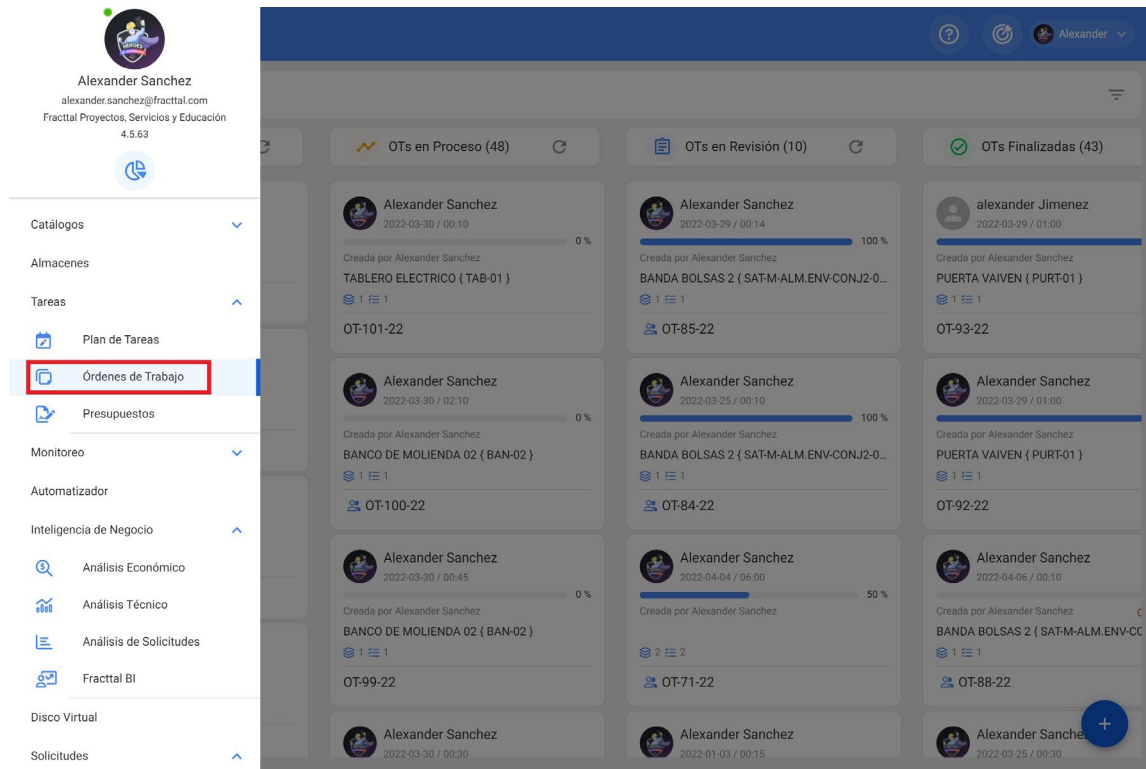 HEROES
Alexander Sanchez
alexander.sanchez@fracttal.com
Fracttal Proyectos, Servicios y Educación
4.5.63
Catálogos
Almacenes
Tareas
Plan de Tareas
Órdenes de Trabajo
Presupuestos
Monitoreo
Automatizador
Inteligencia de Negocio
Análisis Económico
Análisis Técnico
Análisis de Solicitudes
Fracttal BI
Disco Virtual
Solicitudes
Alexander
OTs en Proceso (48)
Alexander Sanchez
2022-03-30 / 00:10
0 %
Creada por Alexander Sanchez
TABLERO ELECTRICO { TAB-01 }
1 1
OT-101-22
Alexander Sanchez
2022-03-30 / 02:10
0 %
Creada por Alexander Sanchez
BANCO DE MOLIENDA 02 { BAN-02 }
1 1
OT-100-22
Alexander Sanchez
2022-03-30 / 00:45
0 %
Creada por Alexander Sanchez
BANCO DE MOLIENDA 02 { BAN-02 }
1 1
OT-99-22
Alexander Sanchez
2022-03-30 / 00:30
OTs en Revisión (10)
Alexander Sanchez
2022-03-29 / 00:14
100 %
Creada por Alexander Sanchez
BANDA BOLSAS 2 { SAT-M-ALM.ENV-CONJ2-0...
1 1
OT-85-22
Alexander Sanchez
2022-03-25 / 00:10
100 %
Creada por Alexander Sanchez
BANDA BOLSAS 2 { SAT-M-ALM.ENV-CONJ2-0...
1 1
OT-84-22
Alexander Sanchez
2022-04-04 / 06:00
50 %
Creada por Alexander Sanchez
2 2
OT-71-22
Alexander Sanchez
2022-01-03 / 00:15
OTs Finalizadas (43)
alexander Jimenez
2022-03-29 / 01:00
Creada por Alexander Sanchez
PUERTA VAIVEN { PURT-01 }
1 1
OT-93-22
Alexander Sanchez
2022-03-29 / 01:00
Creada por Alexander Sanchez
PUERTA VAIVEN { PURT-01 }
1 1
OT-92-22
Alexander Sanchez
2022-04-06 / 00:10
Creada por Alexander Sanchez
BANDA BOLSAS 2 { SAT-M-ALM.ENV-CO
1 1
OT-88-22
Alexander Sanche
2022-03-25 / 00:30